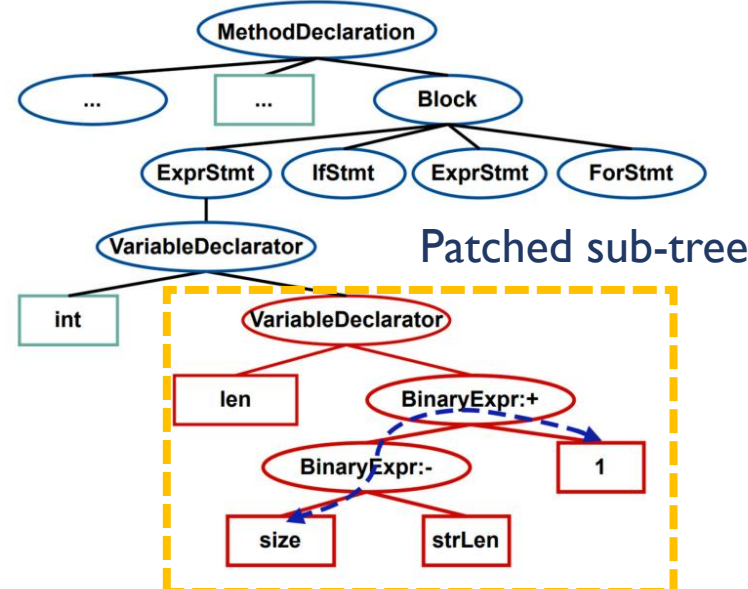 MethodDeclaration
... ... Block
ExprStmt IfStmt ExprStmt ForStmt
VariableDeclarator Patched sub-tree
int VariableDeclarator
len BinaryExpr:+
BinaryExpr:- 1
size strLen